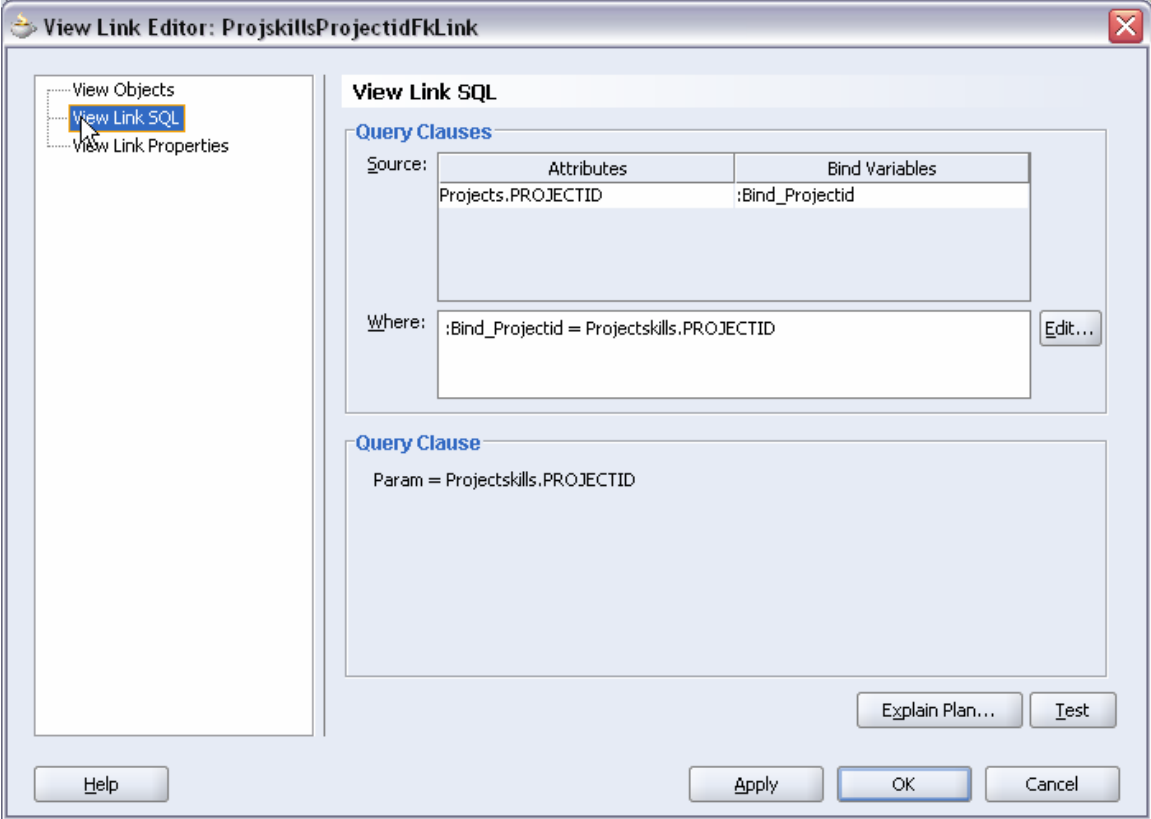 View Link Editor: ProjskillsProjectidFkLink
View Objects
View Link SQL
View Link Properties
View Link SQL
Query Clauses
Source:
Attributes
Bind Variables
Projects.PROJECTID
:Bind_Projectid
Where:
:Bind_Projectid = Projectskills.PROJECTID
Edit...
Query Clause
Param = Projectskills.PROJECTID
Explain Plan...
Test
Help
Apply
OK
Cancel